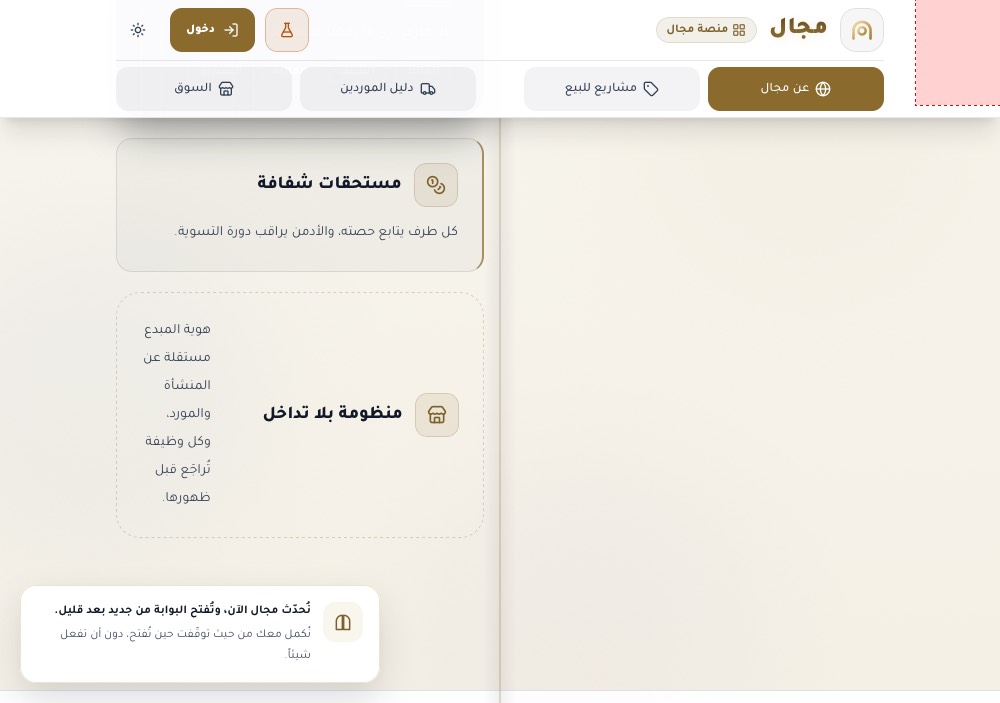 مجال
منصة مجال
دخول
عن مجال
مشاريع للبيع
دليل الموردين
السوق
مستحقات شفافة
كل طرف يتابع حصته، والأدمن يراقب دورة التسوية.
منظومة بلا تداخل
هوية المبدع
مستقلة عن
المنشأة
والمورد،
وكل وظيفة
تُراجَع قبل
ظهورها.
تُحدّث مجال الآن، وتُفتح البوابة من جديد بعد قليل.
نُكمل معك من حيث توقّفت حين تُفتح، دون أن تفعل
شيئاً.